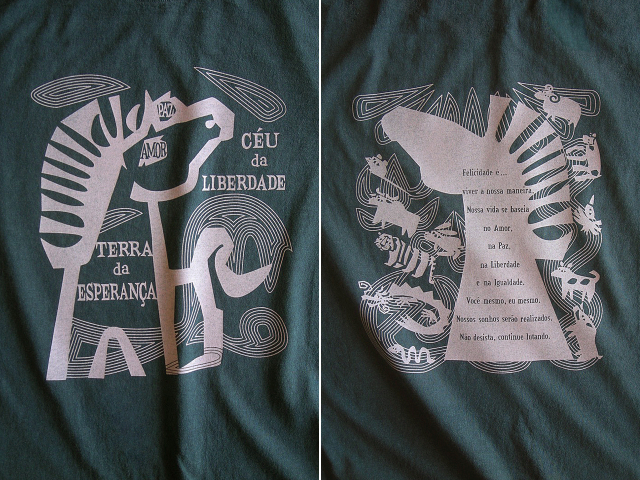 PAZ
AMOR
CÉU
da
LIBERDADE
TERRA
da
ESPERANÇA
Felicidade é...
viver a nossa maneira.
Nossa vida se baseia
no Amor,
na Paz,
na Liberdade
e na Igualdade.
Você mesmo, eu mesmo.
Nossos sonhos serão realizados,
Não desista, continue lutando.